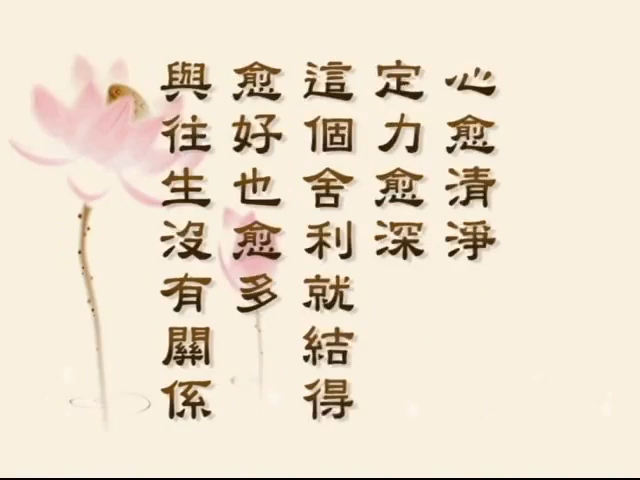 心愈清淨
定力愈深
這個舍利就結得
愈好也愈多
與往生沒有關係